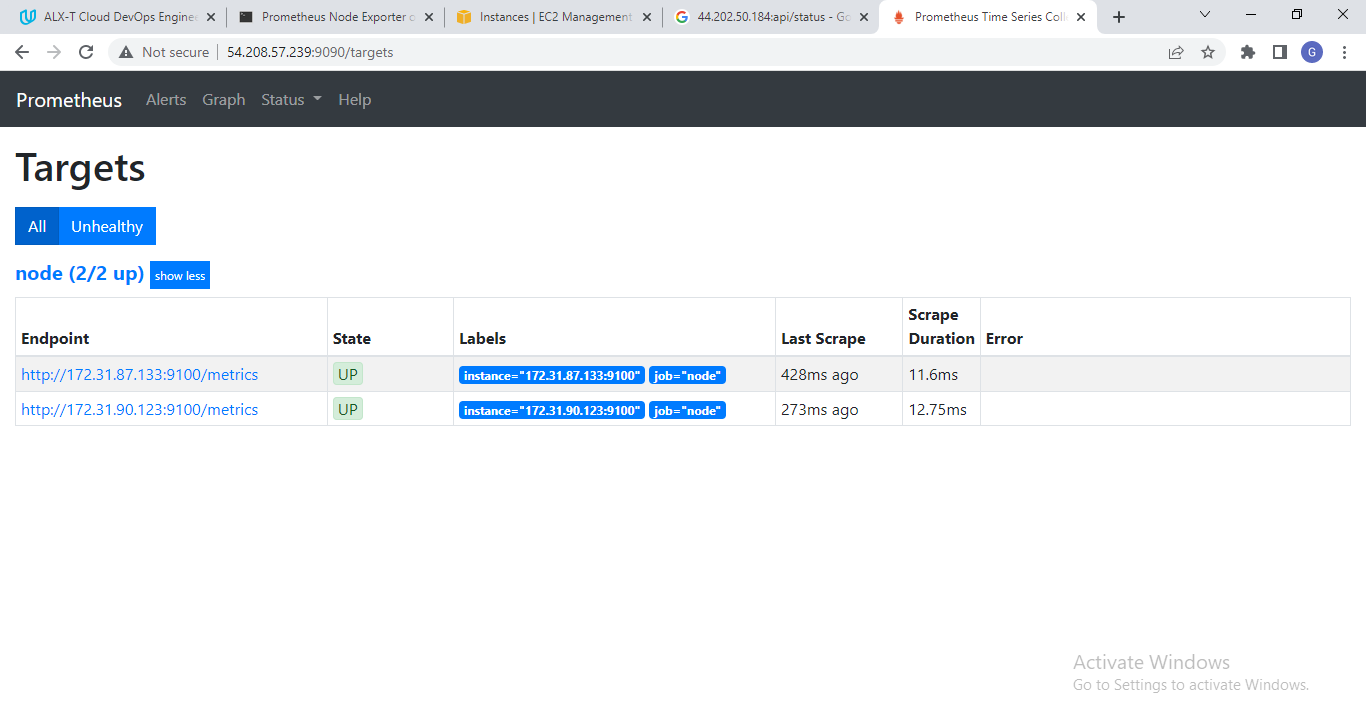 ALX-T Cloud DevOps Enginee
Prometheus Node Exporter o
Instances | EC2 Management
44.202.50.184:api/status - Go
Prometheus Time Series Coll
Not secure
54.208.57.239:9090/targets
G
Prometheus
Alerts
Graph
Status
Help
Targets
All
Unhealthy
node (2/2 up)
show less
Endpoint
State
Labels
Last Scrape
Scrape
Duration
Error
http://172.31.87.133:9100/metrics
UP
instance="172.31.87.133:9100"
job="node"
428ms ago
11.6ms
http://172.31.90.123:9100/metrics
UP
instance="172.31.90.123:9100"
job="node"
273ms ago
12.75ms
Activate Windows
Go to Settings to activate Windows.